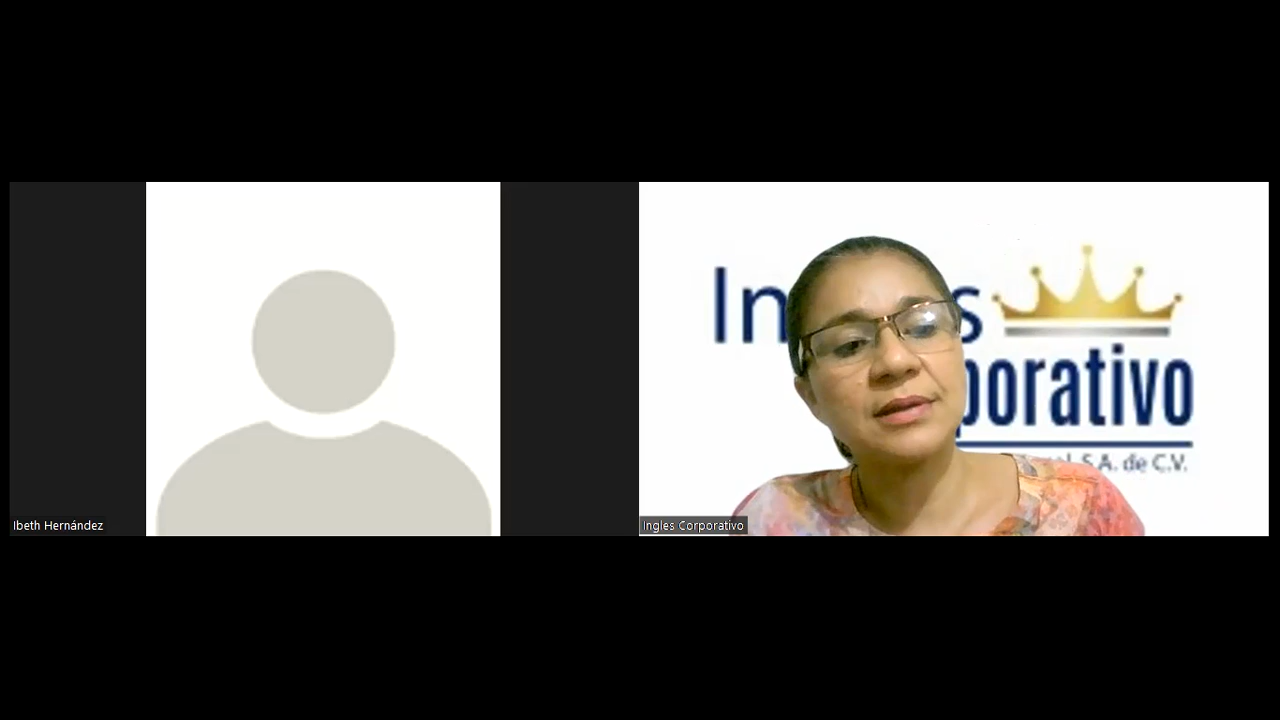 Ibeth Hernández
In s
porativo
S.A. de C.V.
Ingles Corporativo